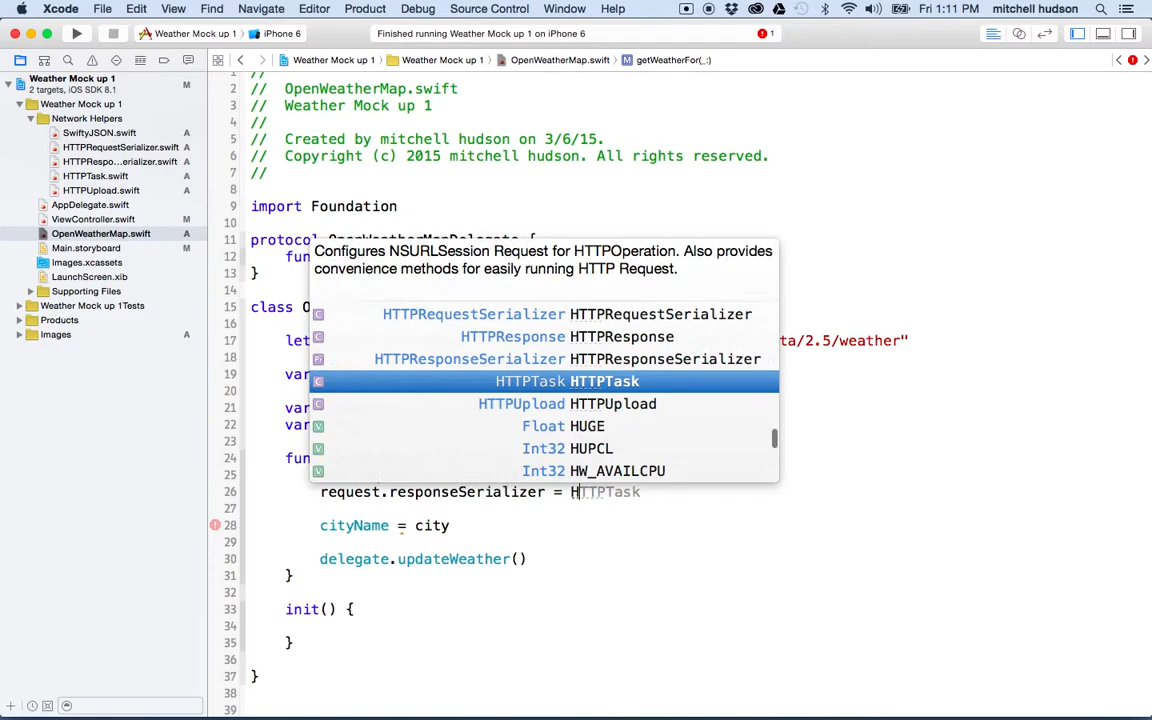 Xcode File Edit View Find Navigate Editor Product Debug Source Control Window Help Fri 1:11 PM mitchell hudson
Weather Mock up 1 iPhone 6 Finished running Weather Mock up 1 on iPhone 6 1
Weather Mock up 1 Weather Mock up 1 OpenWeatherMap.swift M getWeatherFor(_:)
Weather Mock up 1 M
2 targets, iOS SDK 8.1
Weather Mock up 1
Network Helpers
SwiftyJSON.swift A
HTTPRequestSerializer.swift A
HTTPRespo...erializer.swift A
HTTPTask.swift A
HTTPUpload.swift A
AppDelegate.swift
ViewController.swift M
OpenWeatherMap.swift A
Main.storyboard M
Images.xcassets
LaunchScreen.xib
Supporting Files
Weather Mock up 1Tests
Products
Images
1 //
2 // OpenWeatherMap.swift
3 // Weather Mock up 1
4 //
5 // Created by mitchell hudson on 3/6/15.
6 // Copyright (c) 2015 mitchell hudson. All rights reserved.
7 //
8
9 import Foundation
10
11 protocol
12 fun
13 }
14
15 class O
16
17 let ta/2.5/weather"
18
19 var
20
21 var
22 var
23
24 fun
25
26 request.responseSerializer = HTTPTask
27
28 cityName = city
29
30 delegate.updateWeather()
31 }
32
33 init() {
34
35 }
36
37 }
38
39
Configures NSURLSession Request for HTTPOperation. Also provides
convenience methods for easily running HTTP Request.
C HTTPRequestSerializer HTTPRequestSerializer
C HTTPResponse HTTPResponse
Pr HTTPResponseSerializer HTTPResponseSerializer
C HTTPTask HTTPTask
C HTTPUpload HTTPUpload
V Float HUGE
V Int32 HUPCL
V Int32 HW_AVAILCPU